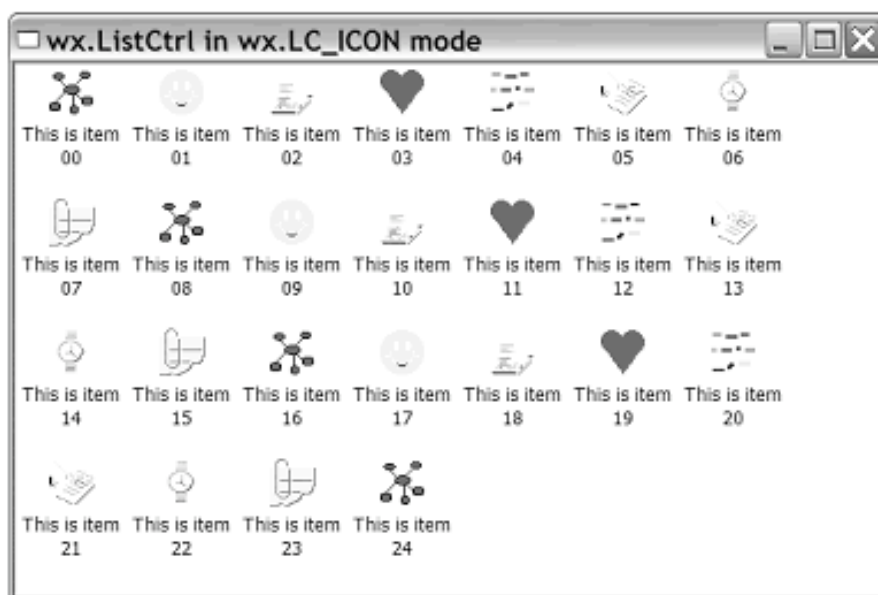 wx.ListCtrl in wx.LC_ICON mode
This is item This is item This is item This is item This is item This is item This is item
00 01 02 03 04 05 06
This is item This is item This is item This is item This is item This is item This is item
07 08 09 10 11 12 13
This is item This is item This is item This is item This is item This is item This is item
14 15 16 17 18 19 20
This is item This is item This is item This is item
21 22 23 24